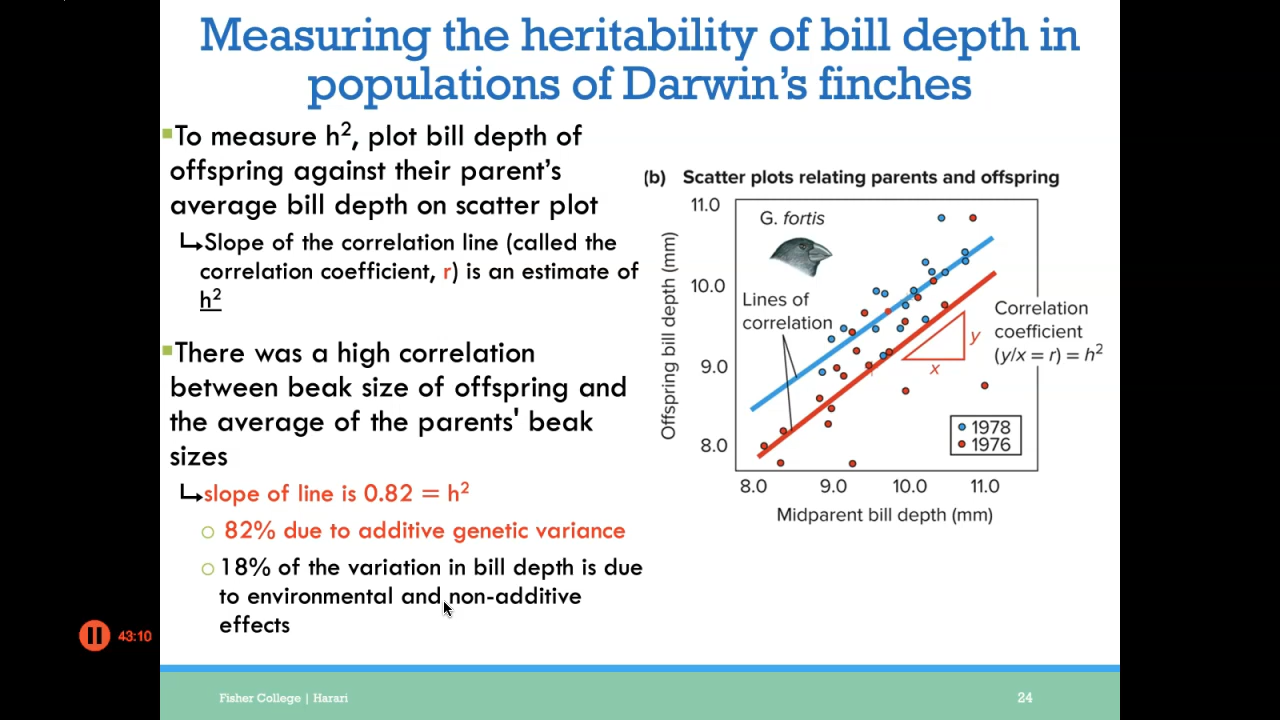 Measuring the heritability of bill depth in
populations of Darwin's finches
To measure h², plot bill depth of
offspring against their parent's
average bill depth on scatter plot
Slope of the correlation line (called the
correlation coefficient, r) is an estimate of
h²
There was a high correlation
between beak size of offspring and
the average of the parents' beak
sizes
slope of line is 0.82 = h²
82% due to additive genetic variance
18% of the variation in bill depth is due
to environmental and non-additive
effects
(b) Scatter plots relating parents and offspring
11.0
10.0
9.0
8.0
Offspring bill depth (mm)
G. fortis
Lines of
correlation
Correlation
coefficient
(y/x = r) = h²
y
x
1978
1976
8.0 9.0 10.0 11.0
Midparent bill depth (mm)
43:10
Fisher College | Harari
24